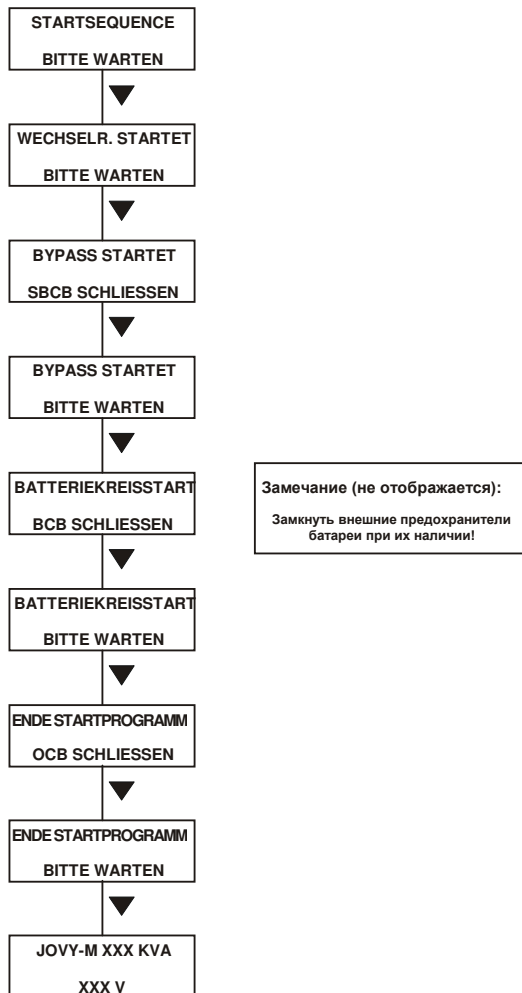 STARTSEQUENCE
BITTE WARTEN
WECHSELR. STARTET
BITTE WARTEN
BYPASS STARTET
SBCB SCHLIESSEN
BYPASS STARTET
BITTE WARTEN
BATTERIEKREISSTART
BCB SCHLIESSEN
Замечание (не отображается):
Замкнуть внешние предохранители
батареи при их наличии!
BATTERIEKREISSTART
BITTE WARTEN
ENDE STARTPROGRAMM
OCB SCHLIESSEN
ENDE STARTPROGRAMM
BITTE WARTEN
JOVY-M XXX KVA
XXX V